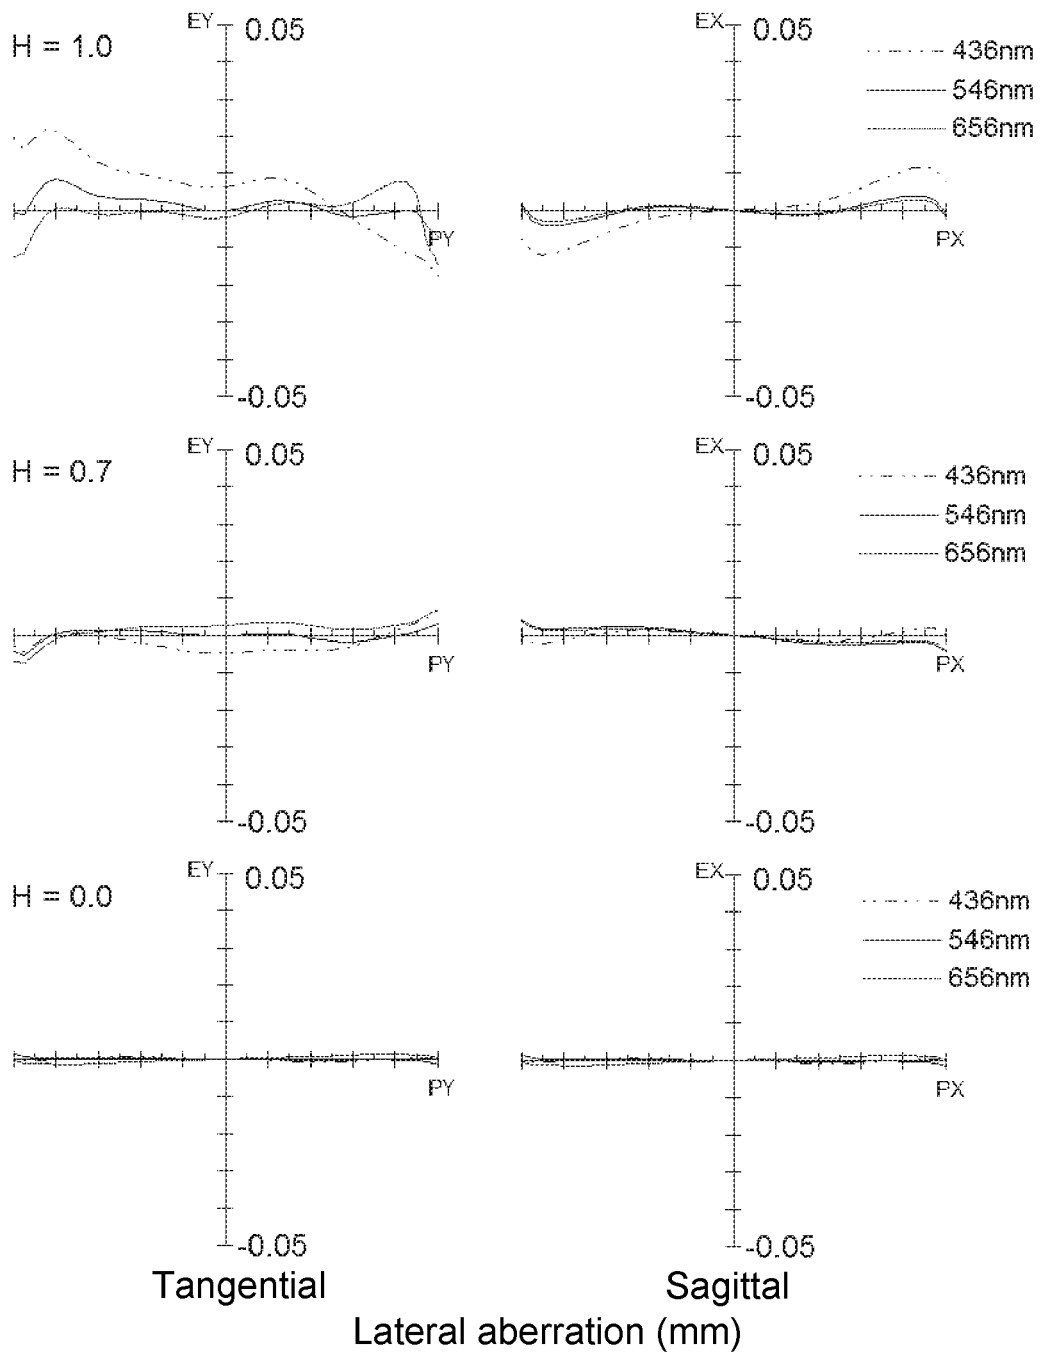 H = 1.0
EY 0.05
PY
-0.05
EX 0.05
436nm
546nm
656nm
PX
-0.05
H = 0.7
EY 0.05
PY
-0.05
EX 0.05
436nm
546nm
656nm
PX
-0.05
H = 0.0
EY 0.05
PY
-0.05
EX 0.05
436nm
546nm
656nm
PX
-0.05
Tangential
Sagittal
Lateral aberration (mm)